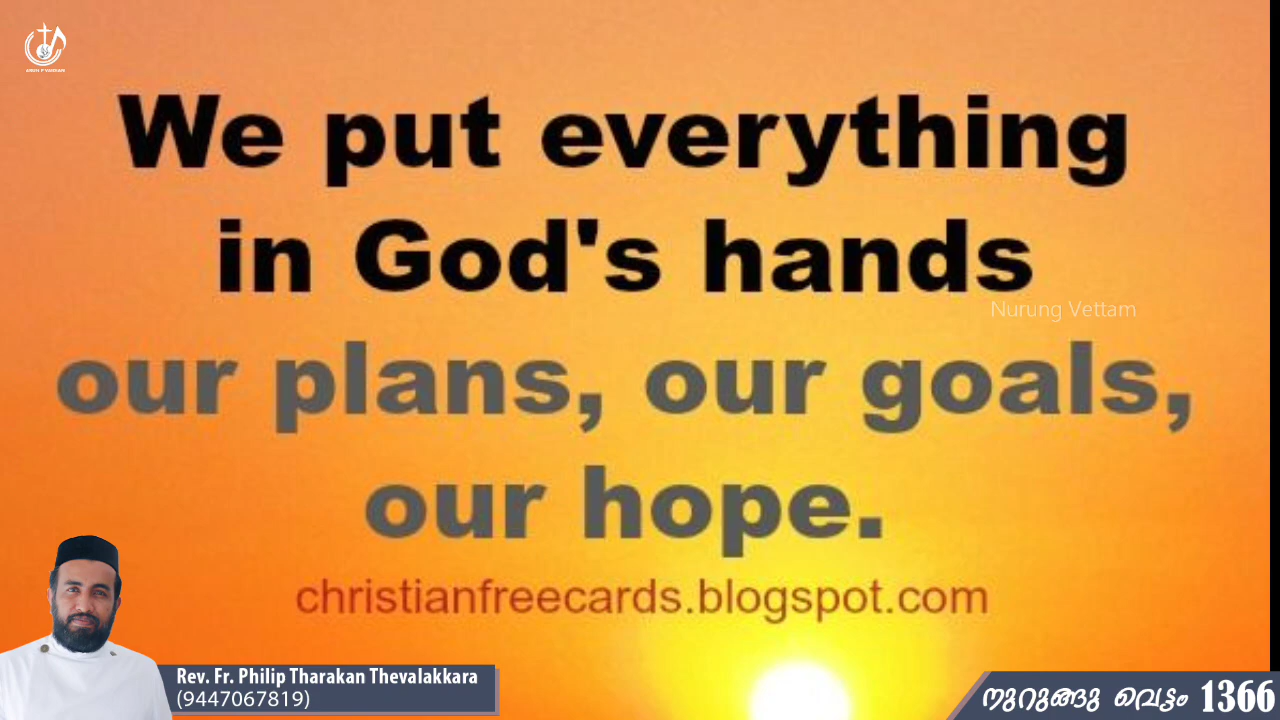 We put everything
in God's hands
Nurung Vettam
our plans, our goals,
our hope.
christianfreecards.blogspot.com
Rev. Fr. Philip Tharakan Thevalakkara
(9447067819)
നുറുങ്ങു വെട്ടം 1366